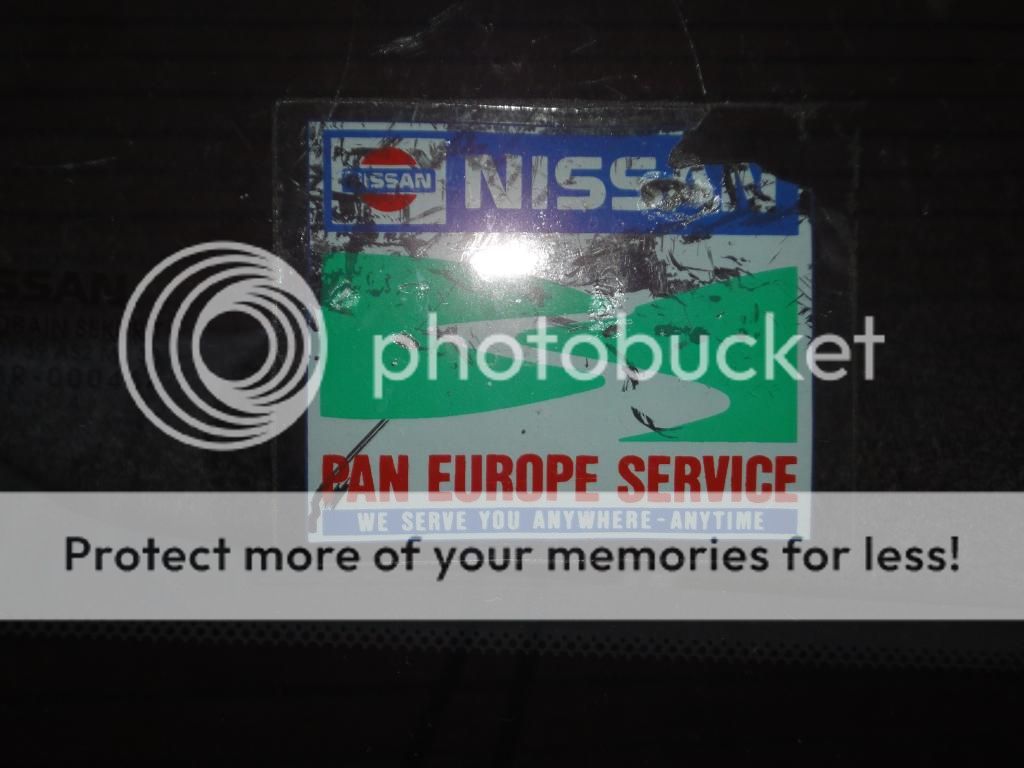 NISSAN
NISSAN
photobucket
PAN EUROPE SERVICE
WE SERVE YOU ANYWHERE-ANYTIME
Protect more of your memories for less!